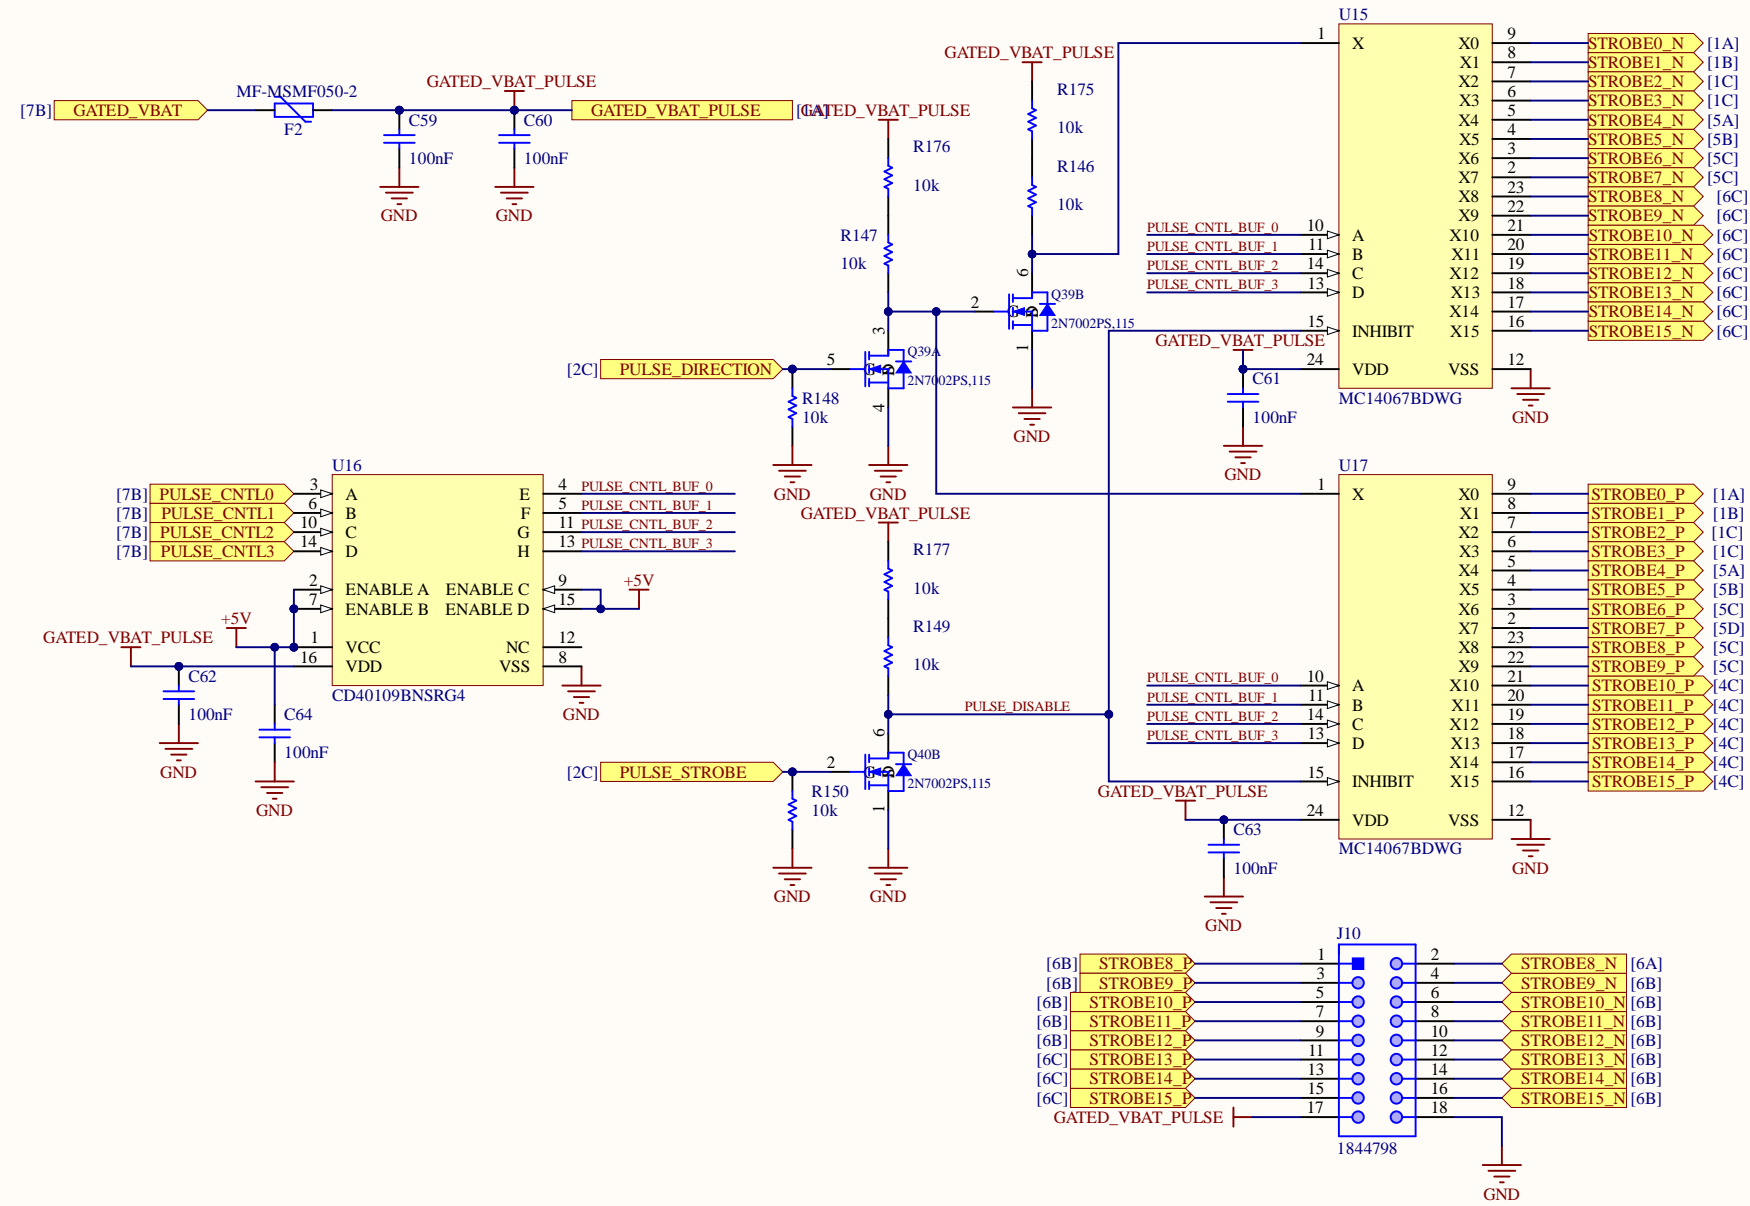 [7B] GATED_VBAT
MF-MSMF050-2
F2
GATED_VBAT_PULSE
GATED_VBAT_PULSE
C59
100nF
GND
C60
100nF
GND
GATED_VBAT_PULSE
R176
10k
R147
10k
3
Q39A
2N7002PS,115
4
GND
[2C] PULSE_DIRECTION
5
R148
10k
GND
GATED_VBAT_PULSE
R175
10k
R146
10k
6
2
Q39B
2N7002PS,115
1
GND
U15
1 X X0 9 STROBE0_N [1A]
X1 8 STROBE1_N [1B]
X2 7 STROBE2_N [1C]
X3 6 STROBE3_N [1C]
X4 5 STROBE4_N [5A]
X5 4 STROBE5_N [5B]
X6 3 STROBE6_N [5C]
X7 2 STROBE7_N [5C]
X8 23 STROBE8_N [6C]
X9 22 STROBE9_N [6C]
PULSE_CNTL_BUF_0 10 A X10 21 STROBE10_N [6C]
PULSE_CNTL_BUF_1 11 B X11 20 STROBE11_N [6C]
PULSE_CNTL_BUF_2 14 C X12 19 STROBE12_N [6C]
PULSE_CNTL_BUF_3 13 D X13 18 STROBE13_N [6C]
X14 17 STROBE14_N [6C]
15 INHIBIT X15 16 STROBE15_N [6C]
GATED_VBAT_PULSE
24 VDD VSS 12
C61
100nF
GND
MC14067BDWG
GND
U16
[7B] PULSE_CNTL0 3 A E 4 PULSE_CNTL_BUF_0
[7B] PULSE_CNTL1 6 B F 5 PULSE_CNTL_BUF_1
[7B] PULSE_CNTL2 10 C G 11 PULSE_CNTL_BUF_2
[7B] PULSE_CNTL3 14 D H 13 PULSE_CNTL_BUF_3
2 ENABLE A ENABLE C 9
+5V
7 ENABLE B ENABLE D 15
+5V
GATED_VBAT_PULSE
1 VCC NC 12
16 VDD VSS 8
CD40109BNSRG4
C62
100nF
GND
C64
100nF
GND
GND
GATED_VBAT_PULSE
R177
10k
R149
10k
PULSE_DISABLE
6
Q40B
2N7002PS,115
1
GND
[2C] PULSE_STROBE
2
R150
10k
GND
U17
1 X X0 9 STROBE0_P [1A]
X1 8 STROBE1_P [1B]
X2 7 STROBE2_P [1C]
X3 6 STROBE3_P [1C]
X4 5 STROBE4_P [5A]
X5 4 STROBE5_P [5B]
X6 3 STROBE6_P [5C]
X7 2 STROBE7_P [5D]
X8 23 STROBE8_P [5C]
X9 22 STROBE9_P [5C]
PULSE_CNTL_BUF_0 10 A X10 21 STROBE10_P [4C]
PULSE_CNTL_BUF_1 11 B X11 20 STROBE11_P [4C]
PULSE_CNTL_BUF_2 14 C X12 19 STROBE12_P [4C]
PULSE_CNTL_BUF_3 13 D X13 18 STROBE13_P [4C]
X14 17 STROBE14_P [4C]
15 INHIBIT X15 16 STROBE15_P [4C]
GATED_VBAT_PULSE
24 VDD VSS 12
C63
100nF
GND
MC14067BDWG
GND
J10
[6B] STROBE8_P 1 2 STROBE8_N [6A]
[6B] STROBE9_P 3 4 STROBE9_N [6B]
[6B] STROBE10_P 5 6 STROBE10_N [6B]
[6B] STROBE11_P 7 8 STROBE11_N [6B]
[6B] STROBE12_P 9 10 STROBE12_N [6B]
[6C] STROBE13_P 11 12 STROBE13_N [6B]
[6C] STROBE14_P 13 14 STROBE14_N [6B]
[6C] STROBE15_P 15 16 STROBE15_N [6B]
GATED_VBAT_PULSE 17 18
1844798
GND